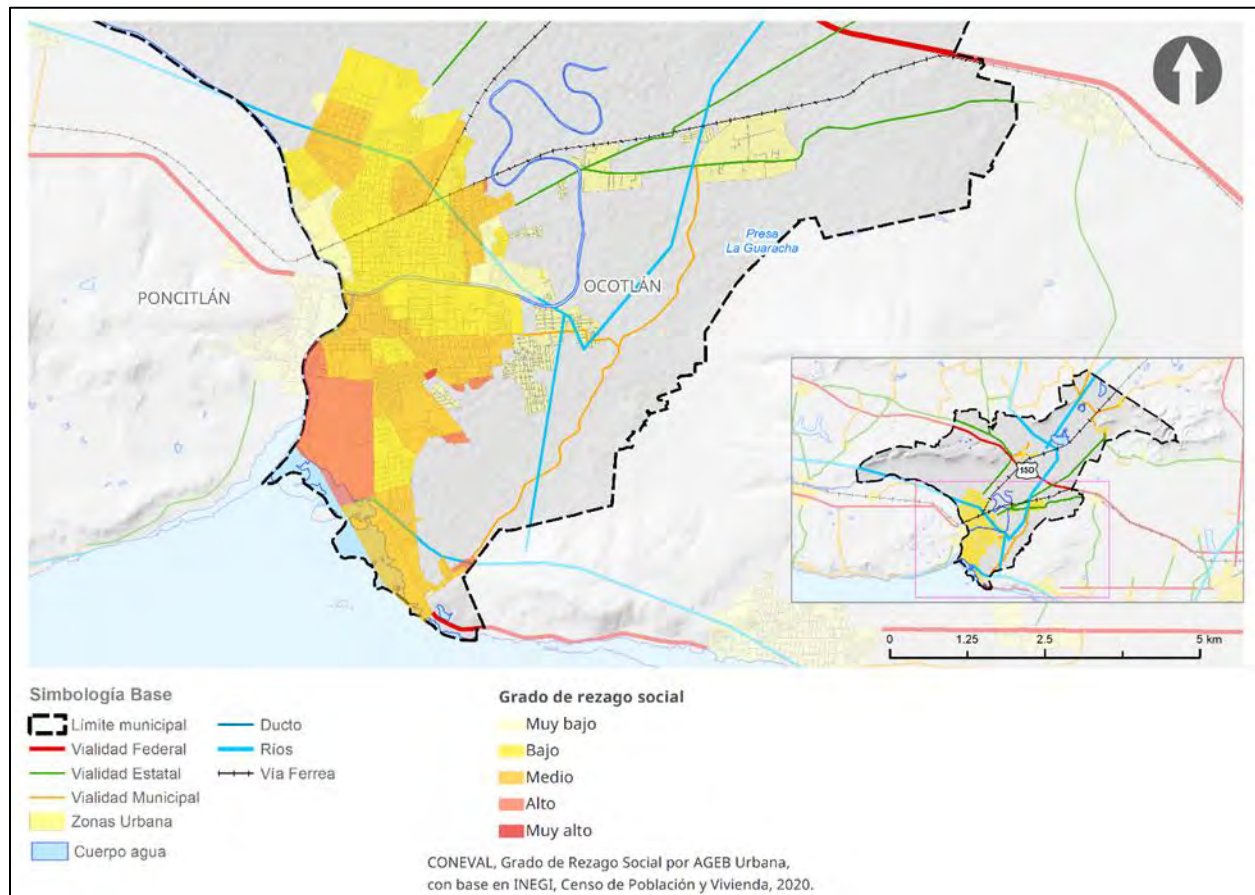 PONCITLÁN
OCOTLÁN
Presa
La Guaracha
110
0 1.25 2.5 5 km
Simbología Base
Límite municipal
Vialidad Federal
Vialidad Estatal
Vialidad Municipal
Zonas Urbana
Cuerpo agua
Ducto
Ríos
Vía Ferrea
Grado de rezago social
Muy bajo
Bajo
Medio
Alto
Muy alto
CONEVAL, Grado de Rezago Social por AGEB Urbana,
con base en INEGI, Censo de Población y Vivienda, 2020.